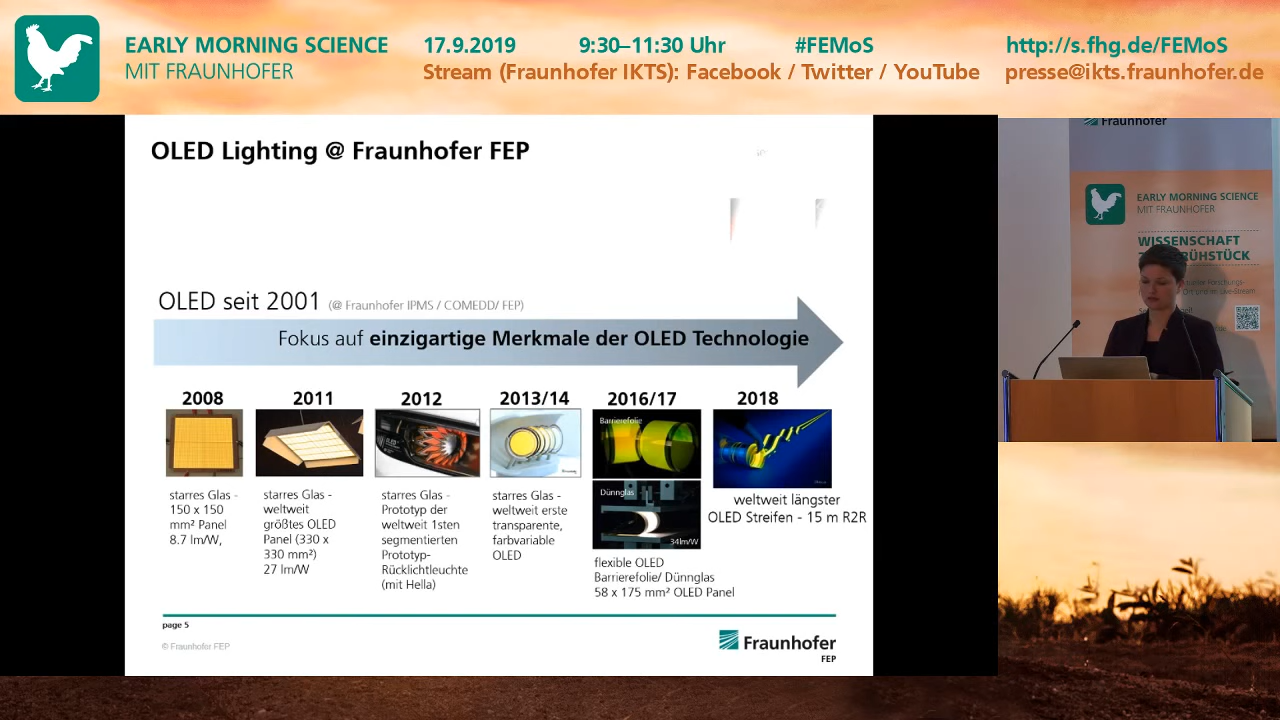 EARLY MORNING SCIENCE 17.9.2019 9:30–11:30 Uhr #FEMoS http://s.fhg.de/FEMoS
MIT FRAUNHOFER Stream (Fraunhofer IKTS): Facebook / Twitter / YouTube presse@ikts.fraunhofer.de
OLED Lighting @ Fraunhofer FEP
OLED seit 2001 (@ Fraunhofer IPMS / COMEDD/ FEP)
Fokus auf einzigartige Merkmale der OLED Technologie
2008
starres Glas -
150 x 150
mm² Panel
8.7 lm/W,
2011
starres Glas -
weltweit
größtes OLED
Panel (330 x
330 mm²)
27 lm/W
2012
starres Glas -
Prototyp der
weltweit 1sten
segmentierten
Prototyp-
Rücklichtleuchte
(mit Hella)
2013/14
starres Glas -
weltweit erste
transparente,
farbvariable
OLED
2016/17
Barrierefolie
Dünnglas
34lm/W
flexible OLED
Barrierefolie/ Dünnglas
58 x 175 mm² OLED Panel
2018
weltweit längster
OLED Streifen - 15 m R2R
page 5
© Fraunhofer FEP
Fraunhofer
FEP
Fraunhofer
EARLY MORNING SCIENCE
MIT FRAUNHOFER
WISSENSCHAFT